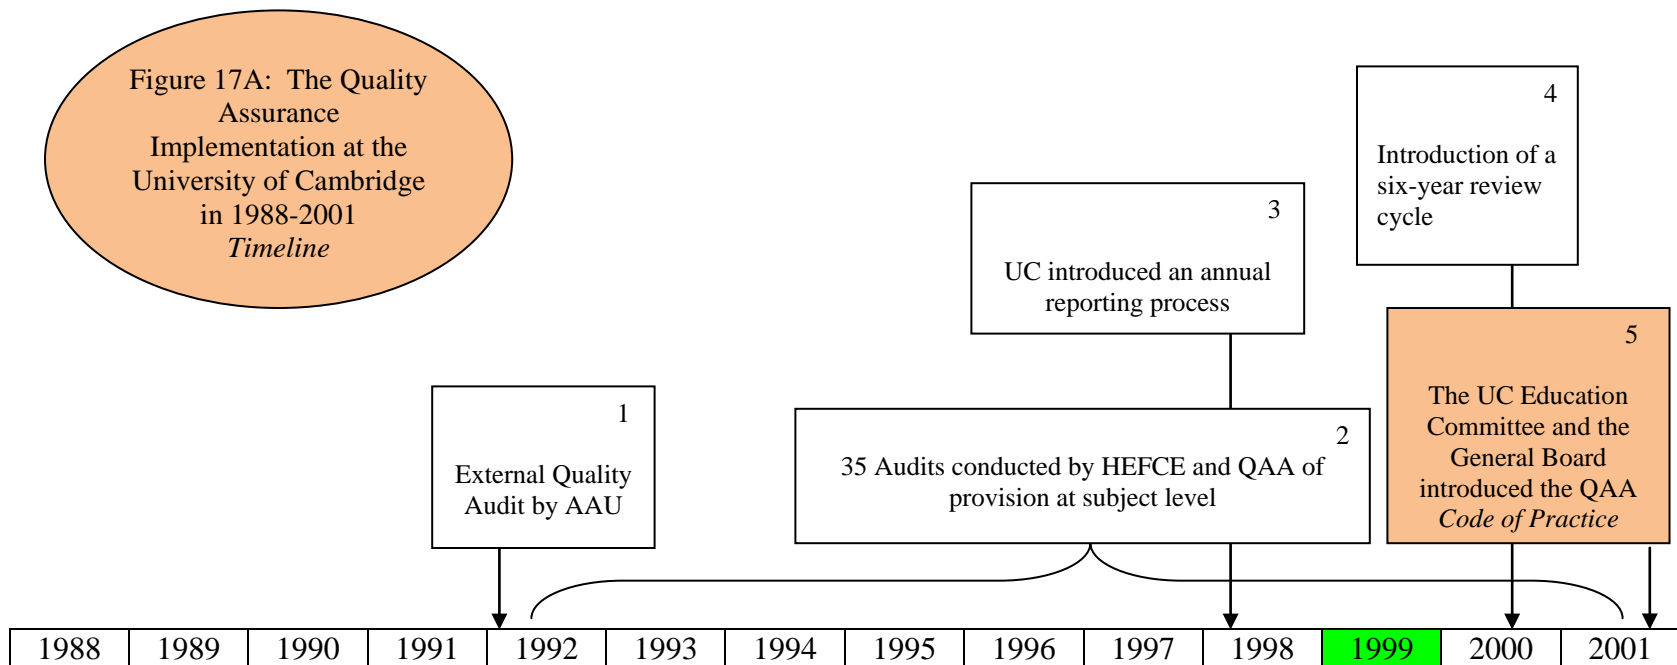 Figure 17A: The Quality
Assurance
Implementation at the
University of Cambridge
in 1988-2001
Timeline
4
Introduction of a
six-year review
cycle
3
UC introduced an annual
reporting process
5
The UC Education
Committee and the
General Board
introduced the QAA
Code of Practice
1
External Quality
Audit by AAU
2
35 Audits conducted by HEFCE and QAA of
provision at subject level
1988 1989 1990 1991 1992 1993 1994 1995 1996 1997 1998 1999 2000 2001